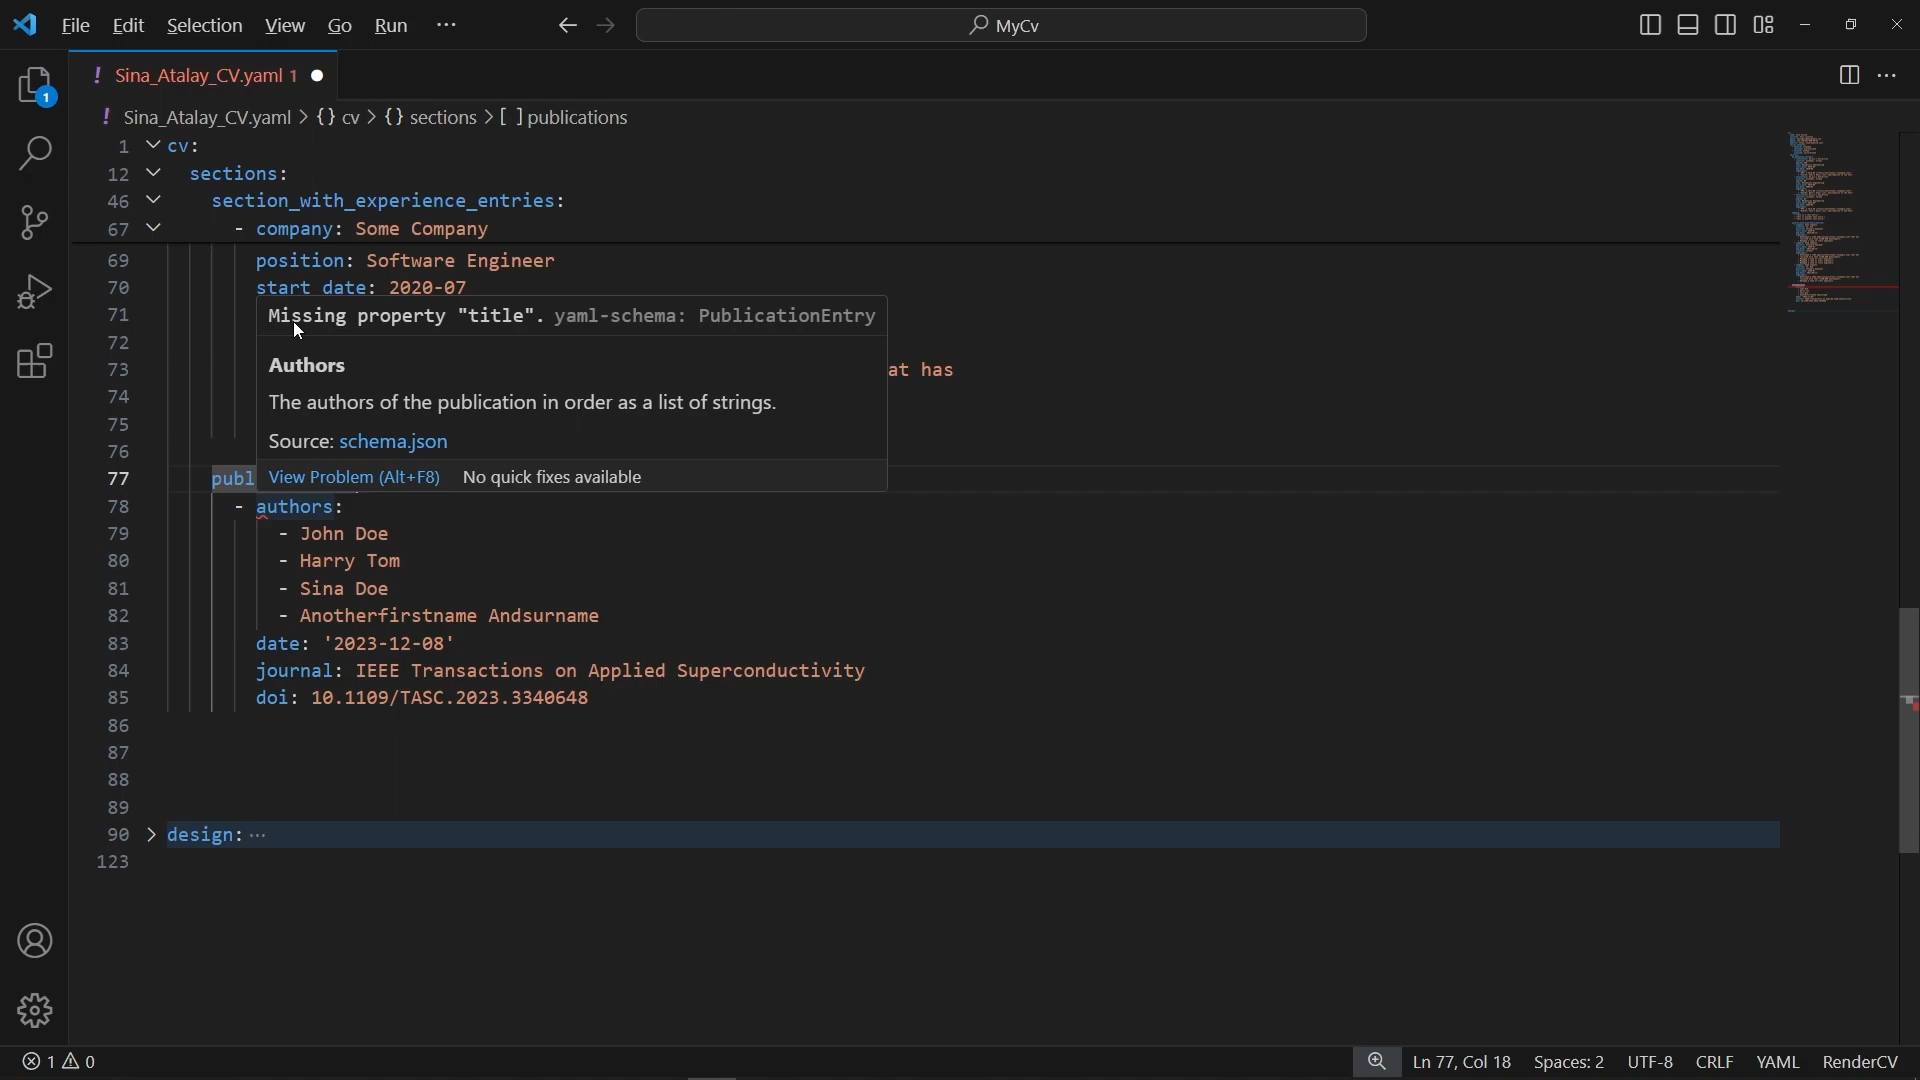 File Edit Selection View Go Run ··· MyCv
! Sina_Atalay_CV.yaml 1
! Sina_Atalay_CV.yaml > {} cv > {} sections > [ ] publications
1 cv:
12 sections:
46 section_with_experience_entries:
67 - company: Some Company
69 position: Software Engineer
70 start_date: 2020-07
71 Missing property "title". yaml-schema: PublicationEntry
72
Authors
73 at has
74 The authors of the publication in order as a list of strings.
75
Source: schema.json
76
77 publ View Problem (Alt+F8) No quick fixes available
78 - authors:
79 - John Doe
80 - Harry Tom
81 - Sina Doe
82 - Anotherfirstname Andsurname
83 date: '2023-12-08'
84 journal: IEEE Transactions on Applied Superconductivity
85 doi: 10.1109/TASC.2023.3340648
86
87
88
89
90 > design: ···
123
1 0 Ln 77, Col 18 Spaces: 2 UTF-8 CRLF YAML RenderCV